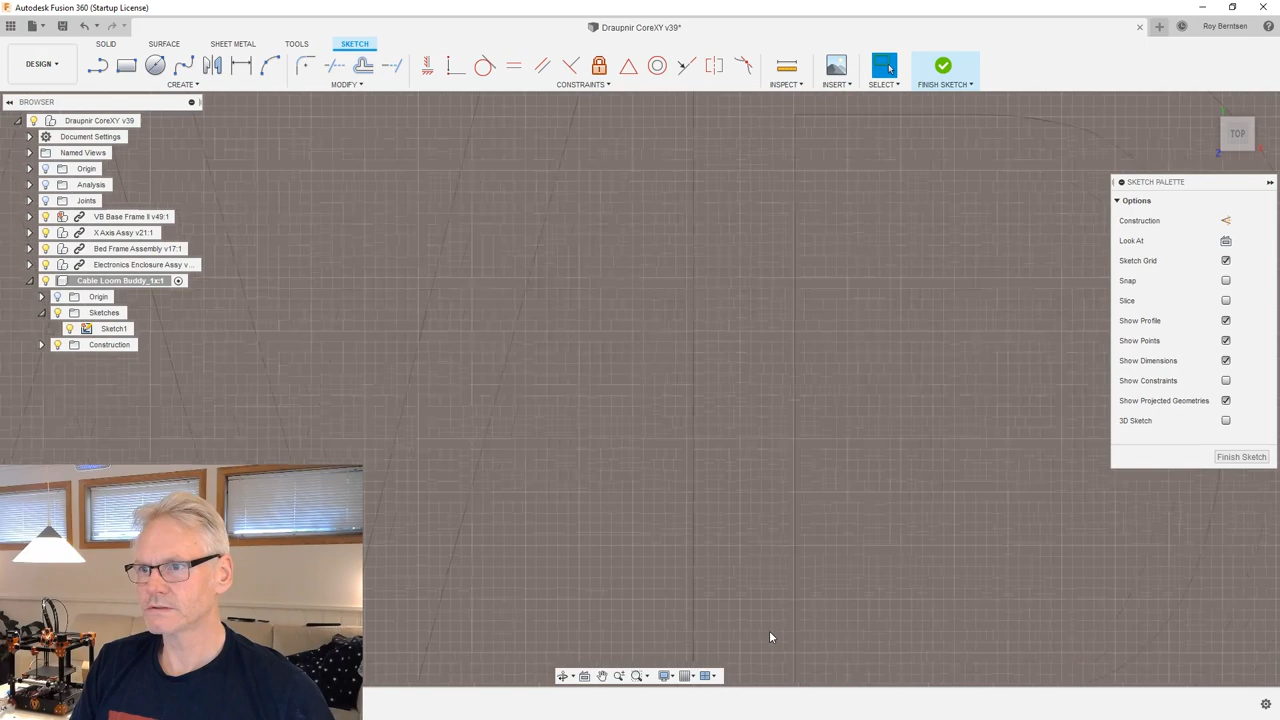 Autodesk Fusion 360 (Startup License)
Draupnir CoreXY v39*
Roy Berntsen
DESIGN
SOLID
SURFACE
SHEET METAL
TOOLS
SKETCH
CREATE
MODIFY
CONSTRAINTS
INSPECT
INSERT
SELECT
FINISH SKETCH
BROWSER
Draupnir CoreXY v39
Document Settings
Named Views
Origin
Analysis
Joints
VB Base Frame II v49:1
X Axis Assy v21:1
Bed Frame Assembly v17:1
Electronics Enclosure Assy v...
Cable Loom Buddy_1x:1
Origin
Sketches
Sketch1
Construction
TOP
Z
X
SKETCH PALETTE
Options
Construction
Look At
Sketch Grid
Snap
Slice
Show Profile
Show Points
Show Dimensions
Show Constraints
Show Projected Geometries
3D Sketch
Finish Sketch